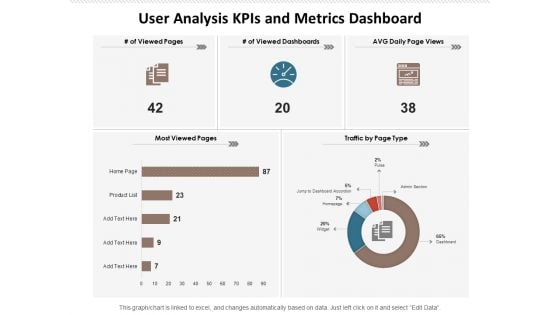 User Analysis KPIs and Metrics Dashboard
# of Viewed Pages
42
# of Viewed Dashboards
20
AVG Daily Page Views
38
Most Viewed Pages
Home Page 87
Product List 23
Add Text Here 21
Add Text Here 9
Add Text Here 7
0 10 20 30 40 50 60 70 80 90
Traffic by Page Type
2%
Pulse
Admin Section
5%
Jump to Dashboard Accordion
7%
Homepage
20%
Widget
65%
Dashboard
This graph/chart is linked to excel, and changes automatically based on data. Just left click on it and select "Edit Data".